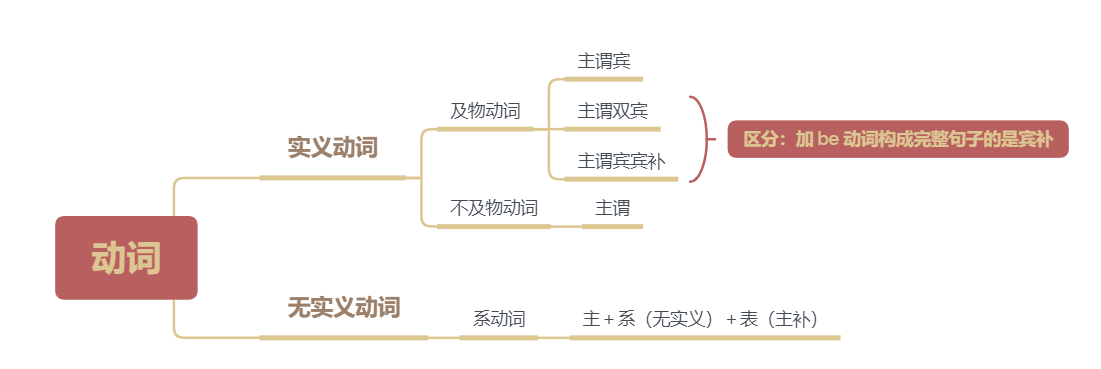 主谓宾
及物动词
主谓双宾
区分：加 be 动词构成完整句子的是宾补
实义动词
主谓宾宾补
不及物动词
主谓
动词
无实义动词
系动词
主 + 系（无实义） + 表（主补）